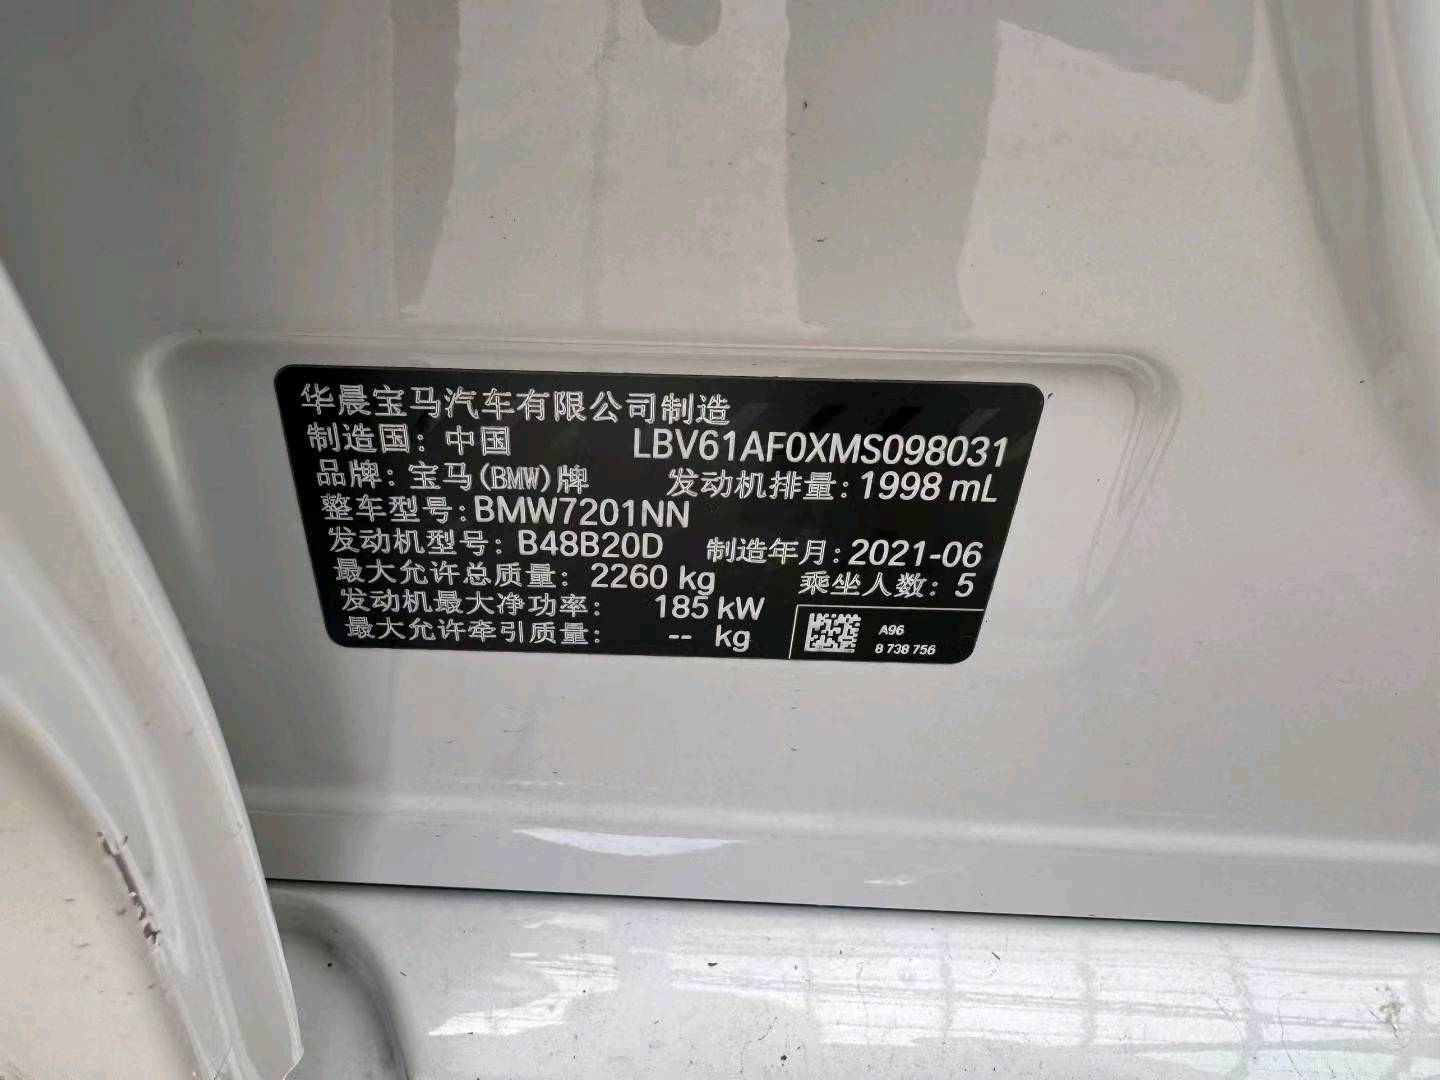 华晨宝马汽车有限公司制造
制造国: 中国 LBV61AF0XMS098031
品牌: 宝马(BMW)牌 发动机排量: 1998 mL
整车型号: BMW7201NN
发动机型号: B48B20D 制造年月: 2021-06
最大允许总质量: 2260 kg 乘坐人数: 5
发动机最大净功率: 185 kW
最大允许牵引质量: -- kg
A96
8 738 756